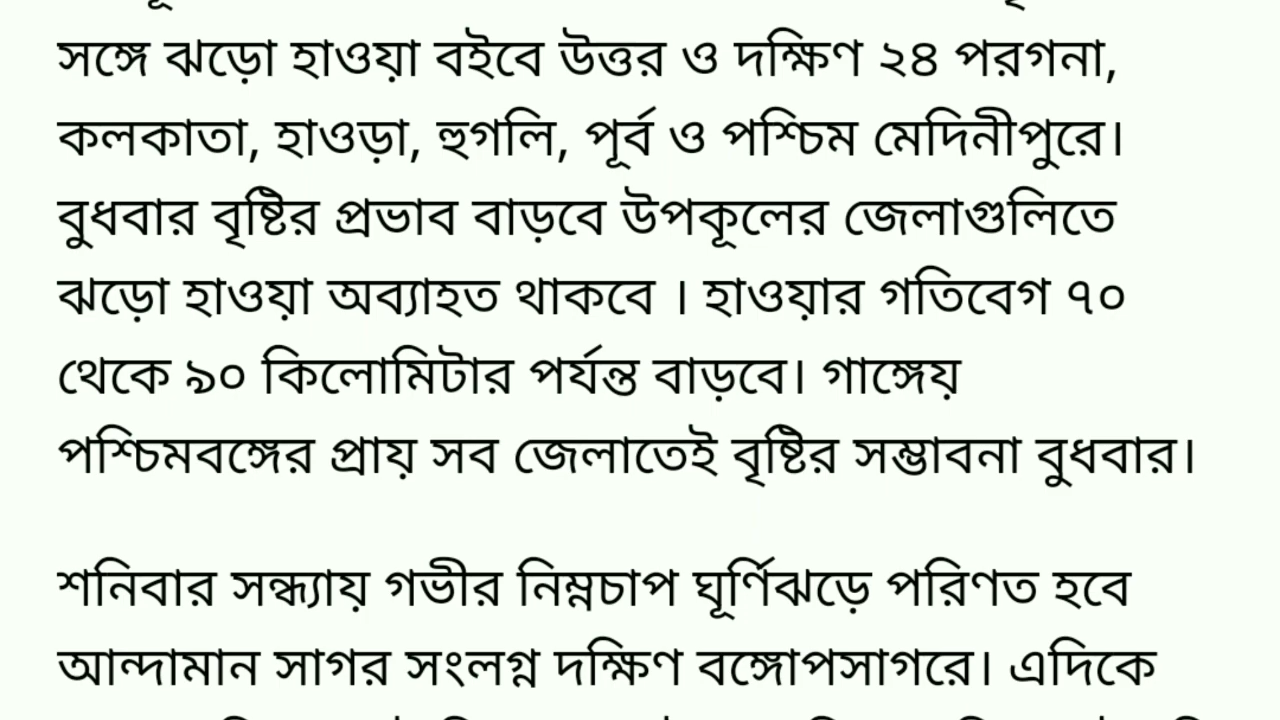 সঙ্গে ঝড়ো হাওয়া বইবে উত্তর ও দক্ষিণ ২৪ পরগনা,
কলকাতা, হাওড়া, হুগলি, পূর্ব ও পশ্চিম মেদিনীপুরে।
বুধবার বৃষ্টির প্রভাব বাড়বে উপকূলের জেলাগুলিতে
ঝড়ো হাওয়া অব্যাহত থাকবে । হাওয়ার গতিবেগ ৭০
থেকে ৯০ কিলোমিটার পর্যন্ত বাড়বে। গাঙ্গেয়
পশ্চিমবঙ্গের প্রায় সব জেলাতেই বৃষ্টির সম্ভাবনা বুধবার।
শনিবার সন্ধ্যায় গভীর নিম্নচাপ ঘূর্ণিঝড়ে পরিণত হবে
আন্দামান সাগর সংলগ্ন দক্ষিণ বঙ্গোপসাগরে। এদিকে